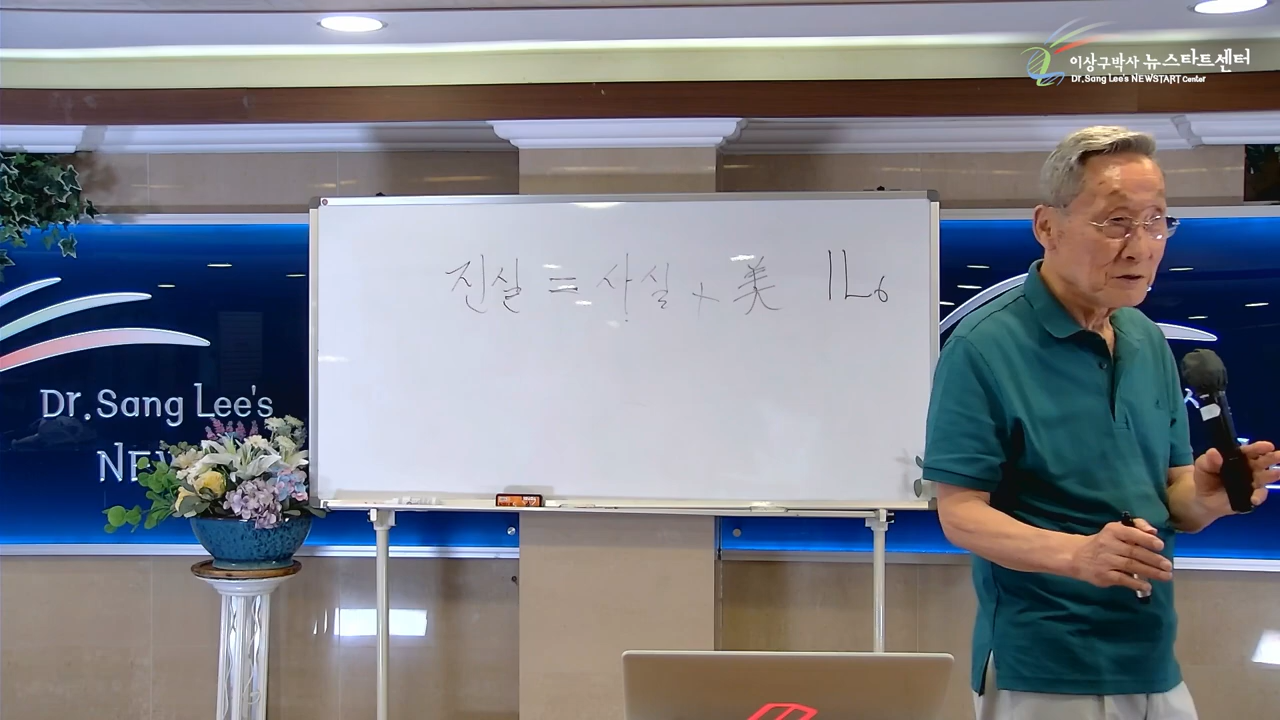 이상구박사 뉴스타트센터
Dr.Sang Lee's NEWSTART Center
진실 = 사실 + 美 IL6
Dr.Sang Lee's